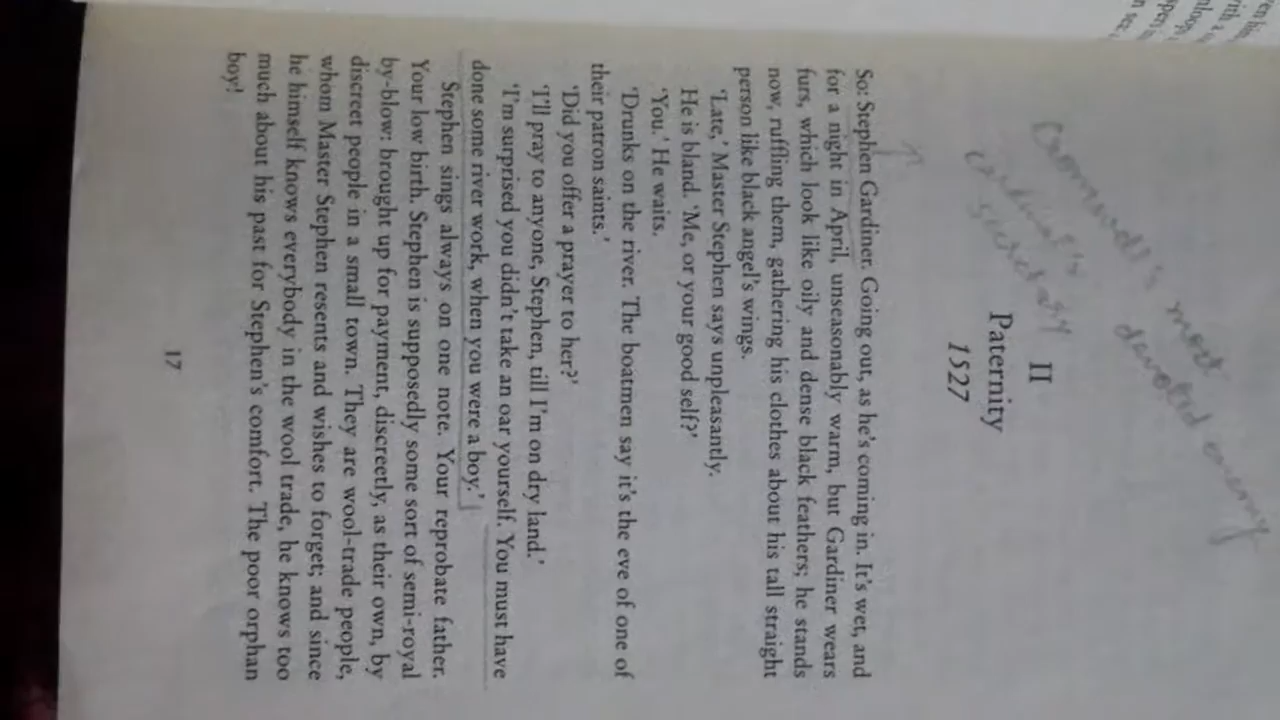 Cromwell's most
devoted enemy
cardinal's
secretary
II
Paternity
1527
So: Stephen Gardiner. Going out, as he's coming in. It's wet, and
for a night in April, unseasonably warm, but Gardiner wears
furs, which look like oily and dense black feathers; he stands
now, ruffling them, gathering his clothes about his tall straight
person like black angel's wings.
'Late,' Master Stephen says unpleasantly.
He is bland. 'Me, or your good self?'
'You.' He waits.
'Drunks on the river. The boatmen say it's the eve of one of
their patron saints.'
'Did you offer a prayer to her?'
'I'll pray to anyone, Stephen, till I'm on dry land.'
'I'm surprised you didn't take an oar yourself. You must have
done some river work, when you were a boy.'
Stephen sings always on one note. Your reprobate father.
Your low birth. Stephen is supposedly some sort of semi-royal
by-blow: brought up for payment, discreetly, as their own, by
discreet people in a small town. They are wool-trade people,
whom Master Stephen resents and wishes to forget; and since
he himself knows everybody in the wool trade, he knows too
much about his past for Stephen's comfort. The poor orphan
boy!
17